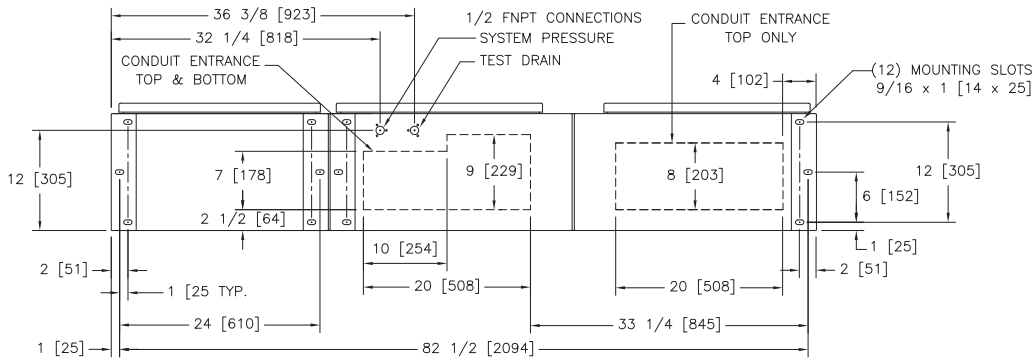 36 3/8 [923]
1/2 FNPT CONNECTIONS
CONDUIT ENTRANCE
32 1/4 [818]
SYSTEM PRESSURE
TOP ONLY
CONDUIT ENTRANCE
TEST DRAIN
TOP & BOTTOM
4 [102]
(12) MOUNTING SLOTS
9/16 x 1 [14 x 25]
12 [305]
7 [178]
9 [229]
8 [203]
12 [305]
6 [152]
2 1/2 [64]
10 [254]
1 [25]
2 [51]
2 [51]
20 [508]
20 [508]
1 [25 TYP.
24 [610]
33 1/4 [845]
1 [25]
82 1/2 [2094]